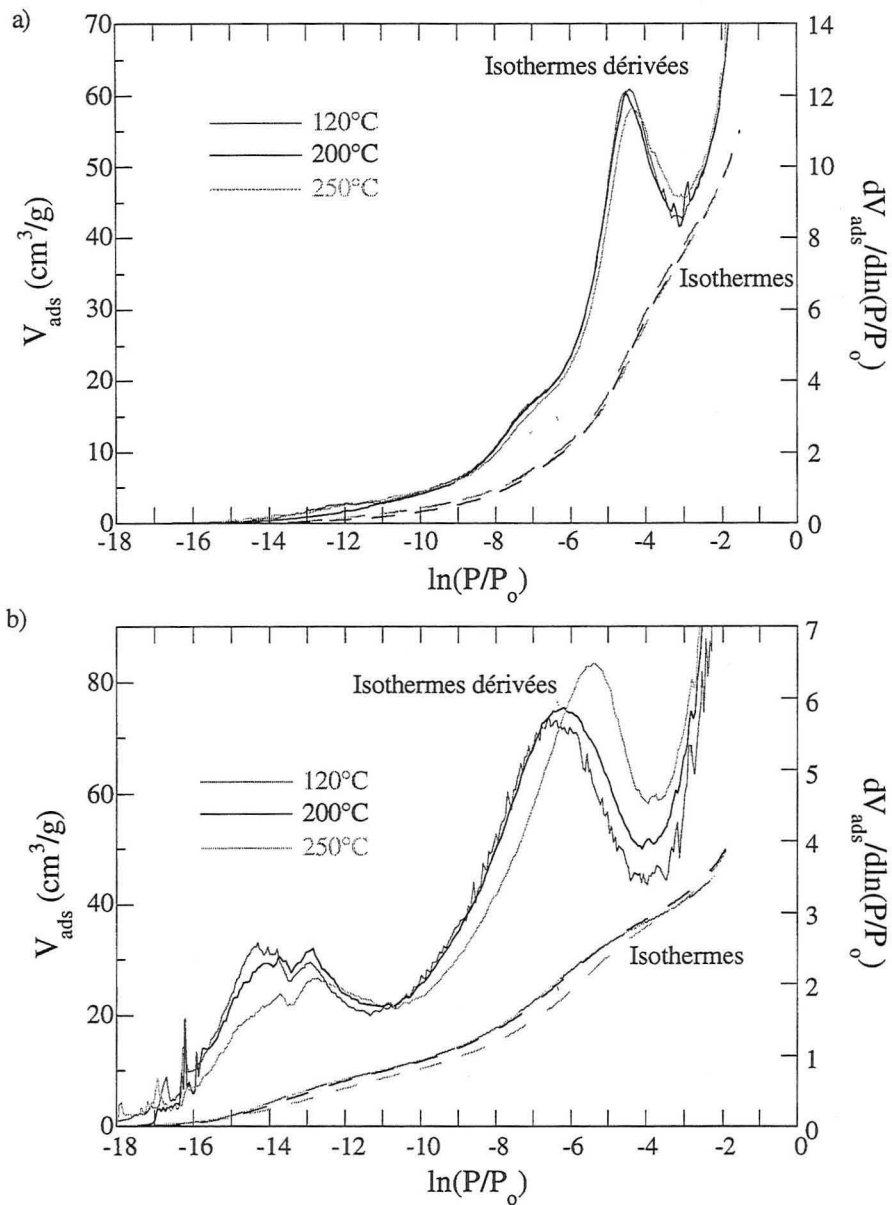 a)
70
60
50
40
30
20
10
0
V_ads (cm³/g)
14
12
10
8
6
4
2
0
dV_ads/dln(P/P_o)
Isothermes dérivées
120°C
200°C
250°C
Isothermes
-18 -16 -14 -12 -10 -8 -6 -4 -2 0
ln(P/P_o)
b)
80
60
40
20
0
V_ads (cm³/g)
7
6
5
4
3
2
1
0
dV_ads/dln(P/P_o)
Isothermes dérivées
120°C
200°C
250°C
Isothermes
-18 -16 -14 -12 -10 -8 -6 -4 -2 0
ln(P/P_o)